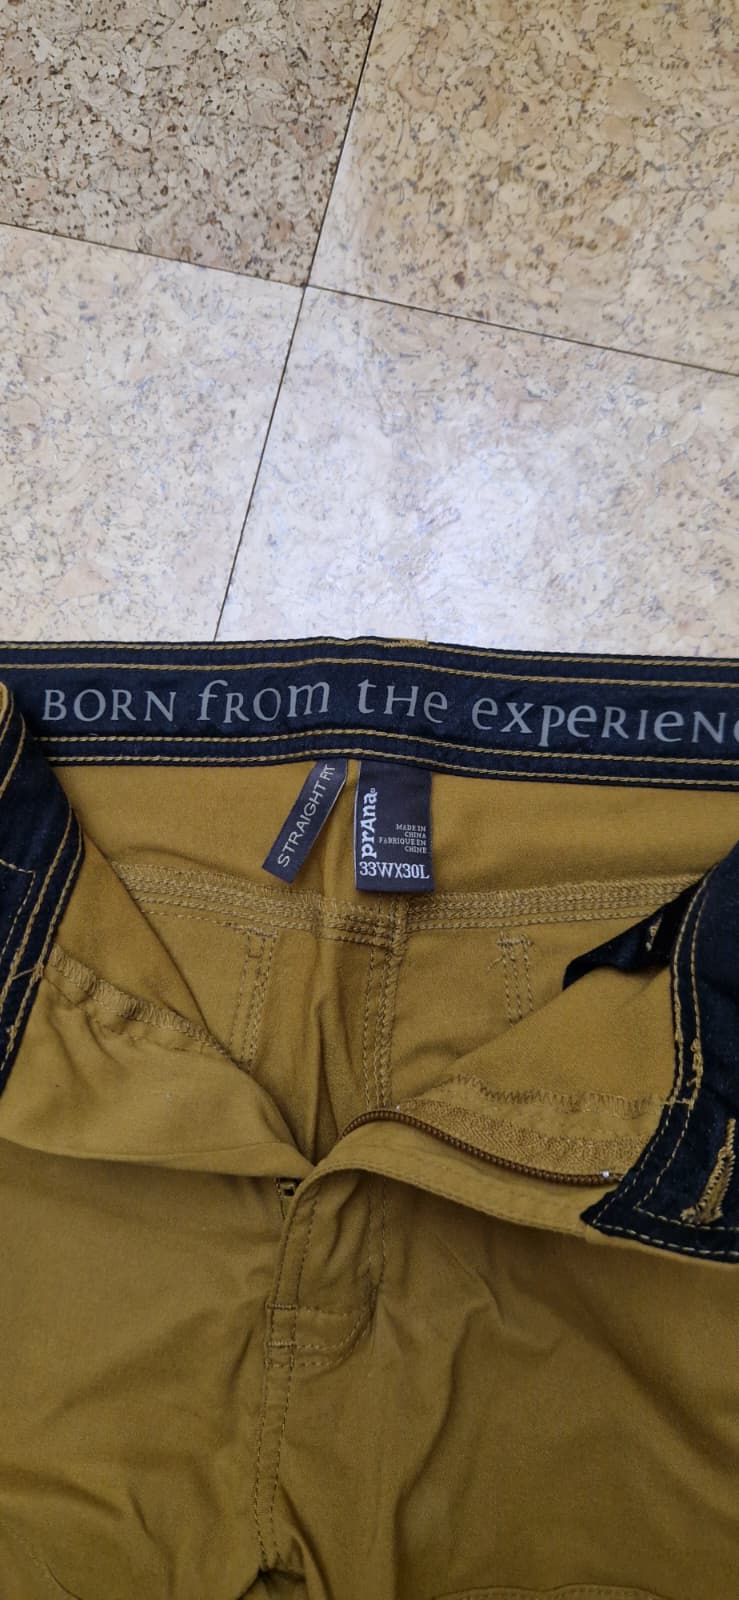 BORN from THE experienc
STRAIGHT FIT
prAna®
MADE IN
CHINA
FABRIQUE EN
CHINE
33WX30L